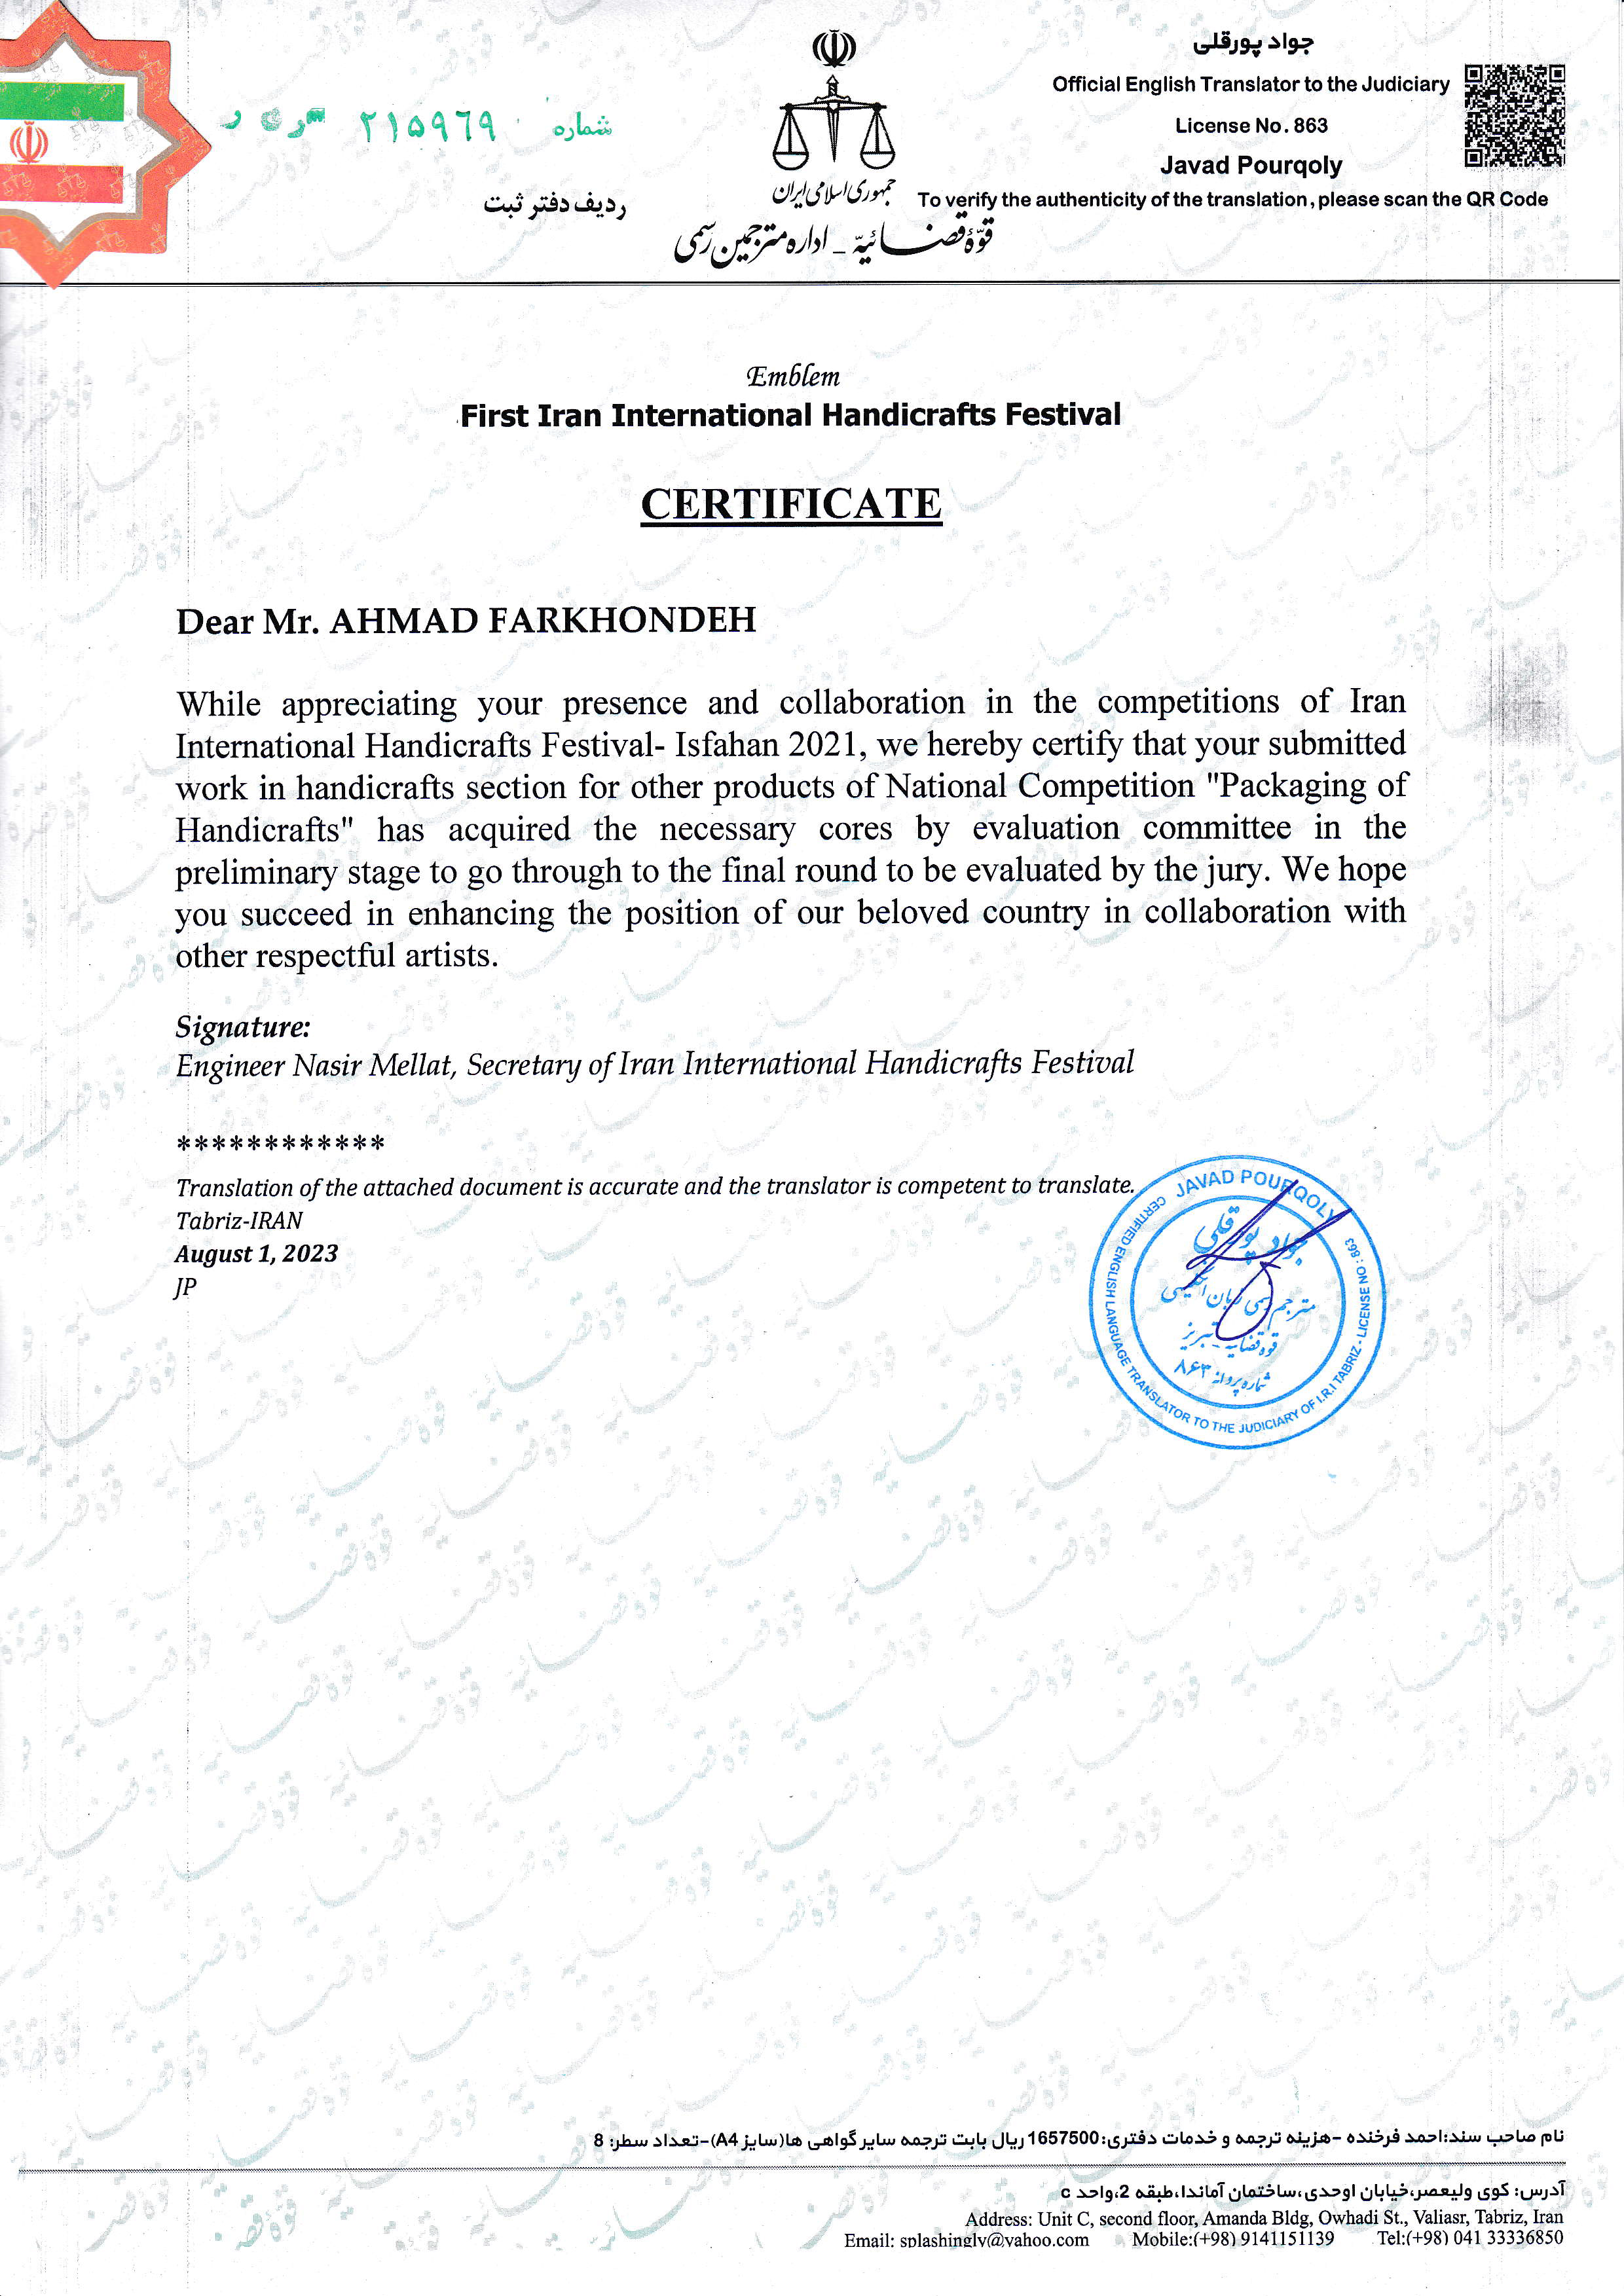 جواد پورقلی
Official English Translator to the Judiciary
License No. 863
Javad Pourqoly
To verify the authenticity of the translation, please scan the QR Code
شماره ۲۱۵۹۶۹
ردیف دفتر ثبت
جمهوری اسلامی ایران
قوّۀ قضائیّه - اداره مترجمین رسمی
Emblem
First Iran International Handicrafts Festival
CERTIFICATE
Dear Mr. AHMAD FARKHONDEH
While appreciating your presence and collaboration in the competitions of Iran
International Handicrafts Festival- Isfahan 2021, we hereby certify that your submitted
work in handicrafts section for other products of National Competition "Packaging of
Handicrafts" has acquired the necessary cores by evaluation committee in the
preliminary stage to go through to the final round to be evaluated by the jury. We hope
you succeed in enhancing the position of our beloved country in collaboration with
other respectful artists.
Signature:
Engineer Nasir Mellat, Secretary of Iran International Handicrafts Festival
************
Translation of the attached document is accurate and the translator is competent to translate.
Tabriz-IRAN
August 1, 2023
JP
JAVAD POURQOLY
CERTIFIED ENGLISH LANGUAGE TRANSLATOR TO THE JUDICIARY OF I.R.I TABRIZ - LICENSE NO : 863
جواد پورقلی
مترجم رسمی زبان انگلیسی
قوه قضاییه - تبریز
شماره پروانه ۸۶۳
نام صاحب سند:احمد فرخنده -هزینه ترجمه و خدمات دفتری:1657500 ریال بابت ترجمه سایر گواهی ها(سایز A4)-تعداد سطر: 8
آدرس: کوی ولیعصر،خیابان اوحدی،ساختمان آماندا،طبقه 2،واحد c
Address: Unit C, second floor, Amanda Bldg, Owhadi St., Valiasr, Tabriz, Iran
Email: splashingly@yahoo.com Mobile:(+98) 9141151139 Tel:(+98) 041 33336850